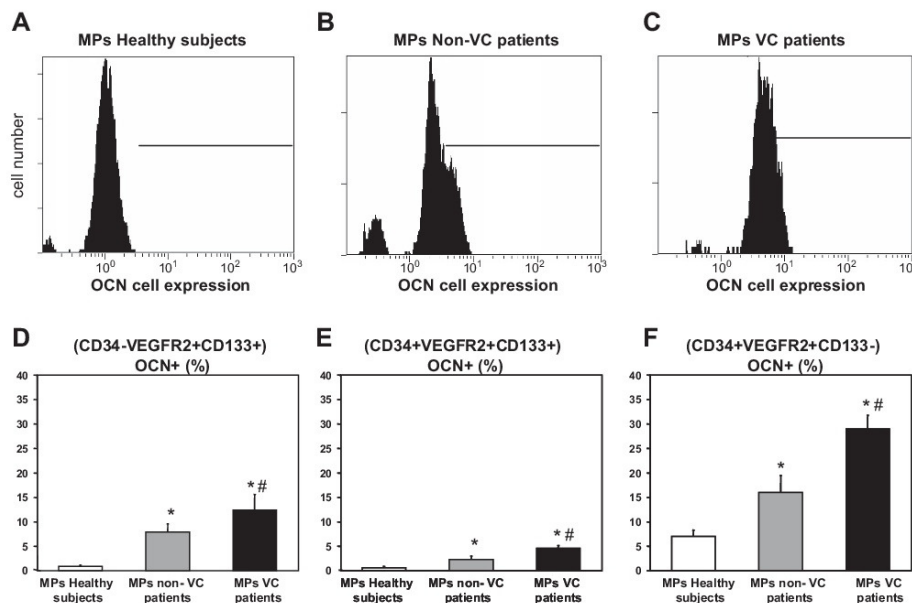 A
MPs Healthy subjects
cell number
10^0 10^1 10^2 10^3
OCN cell expression
B
MPs Non-VC patients
10^0 10^1 10^2 10^3
OCN cell expression
C
MPs VC patients
10^0 10^1 10^2 10^3
OCN cell expression
D
(CD34-VEGFR2+CD133+)
OCN+ (%)
40
35
30
25
20
15
10
5
0
*
*#
MPs Healthy subjects
MPs non- VC patients
MPs VC patients
E
(CD34+VEGFR2+CD133+)
OCN+ (%)
40
35
30
25
20
15
10
5
0
*
*#
MPs Healthy subjects
MPs non- VC patients
MPs VC patients
F
(CD34+VEGFR2+CD133-)
OCN+ (%)
40
35
30
25
20
15
10
5
0
*
*#
MPs Healthy subjects
MPs non- VC patients
MPs VC patients